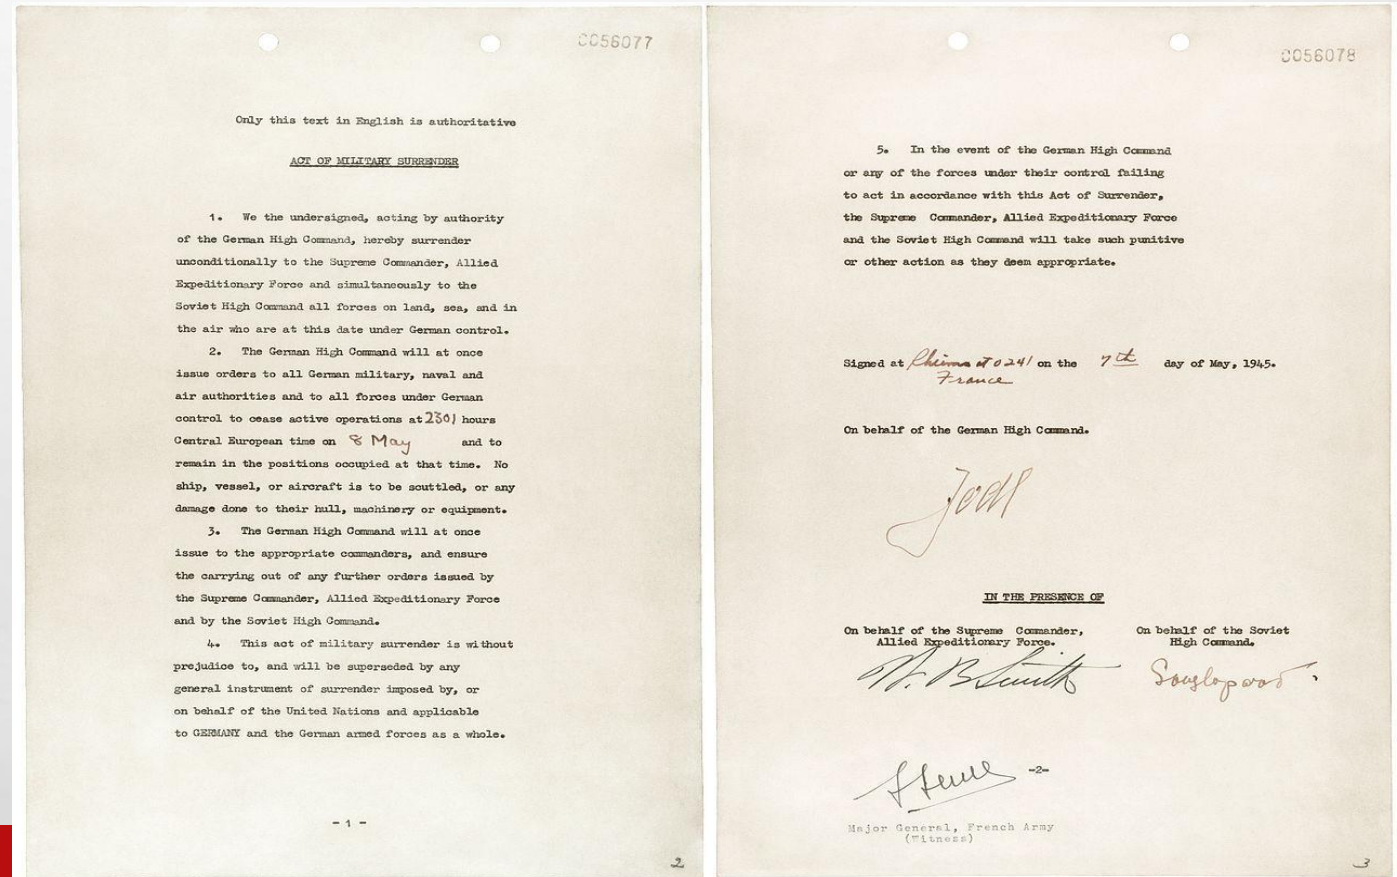 0056077
Only this text in English is authoritative
ACT OF MILITARY SURRENDER
1. We the undersigned, acting by authority
of the German High Command, hereby surrender
unconditionally to the Supreme Commander, Allied
Expeditionary Force and simultaneously to the
Soviet High Command all forces on land, sea, and in
the air who are at this date under German control.
2. The German High Command will at once
issue orders to all German military, naval and
air authorities and to all forces under German
control to cease active operations at 2301 hours
Central European time on 8 May and to
remain in the positions occupied at that time. No
ship, vessel, or aircraft is to be scuttled, or any
damage done to their hull, machinery or equipment.
3. The German High Command will at once
issue to the appropriate commanders, and ensure
the carrying out of any further orders issued by
the Supreme Commander, Allied Expeditionary Force
and by the Soviet High Command.
4. This act of military surrender is without
prejudice to, and will be superseded by any
general instrument of surrender imposed by, or
on behalf of the United Nations and applicable
to GERMANY and the German armed forces as a whole.
- 1 -
2
0056078
5. In the event of the German High Command
or any of the forces under their control failing
to act in accordance with this Act of Surrender,
the Supreme Commander, Allied Expeditionary Force
and the Soviet High Command will take such punitive
or other action as they deem appropriate.
Signed at Rheims at 0241 on the 7th day of May, 1945.
France
On behalf of the German High Command.
Jodl
IN THE PRESENCE OF
On behalf of the Supreme Commander,
Allied Expeditionary Force.
W. B. Smith
On behalf of the Soviet
High Command.
-2-
Major General, French Army
(Witness)
3